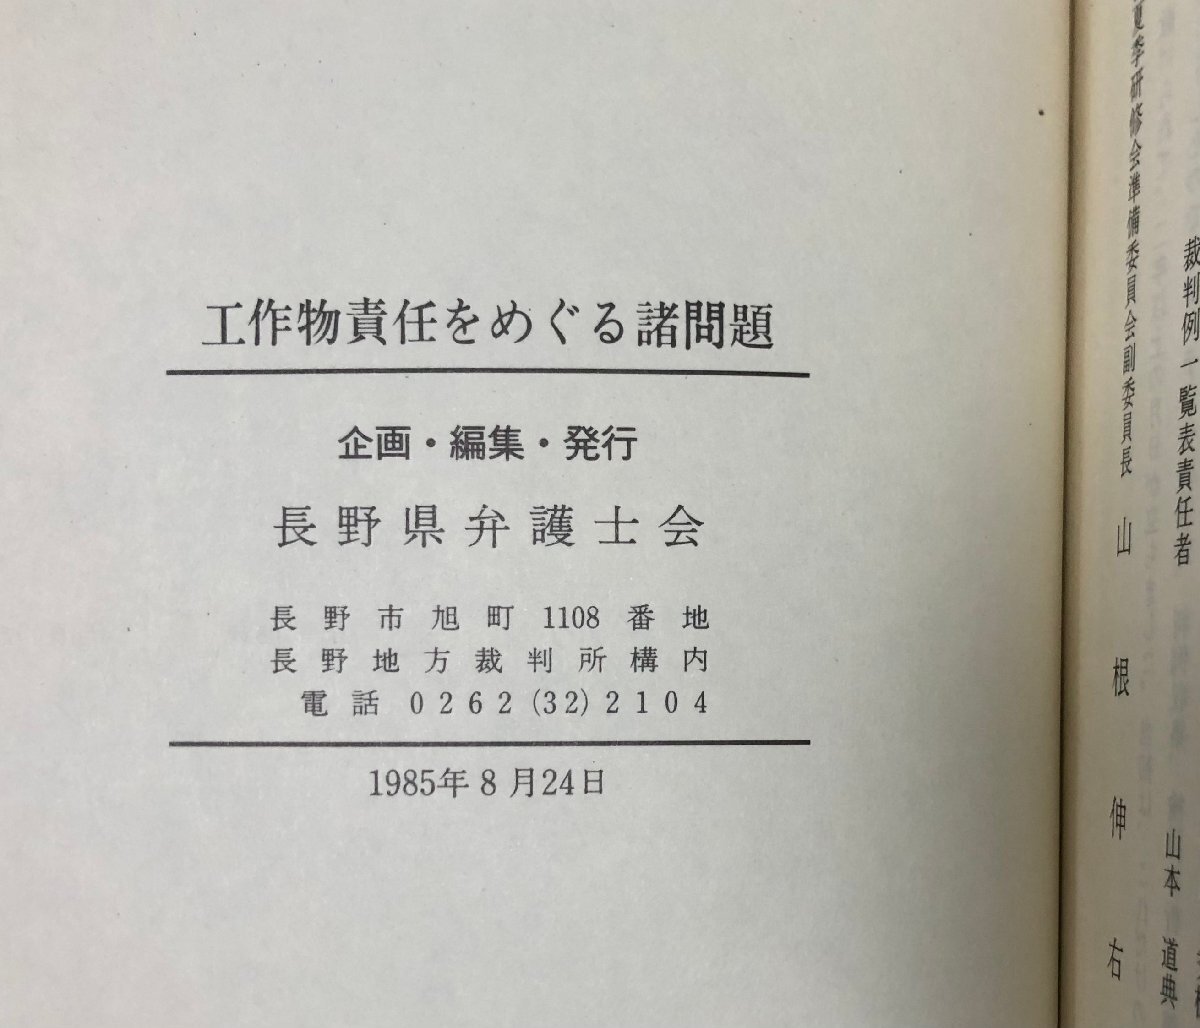 工作物責任をめぐる諸問題
企画・編集・発行
長野県弁護士会
長野市旭町1108番地
長野地方裁判所構内
電話 0262(32)2104
1985年8月24日
裁判例一覧表責任者
山本 道典
夏季研修会準備委員会副委員長 山根伸右